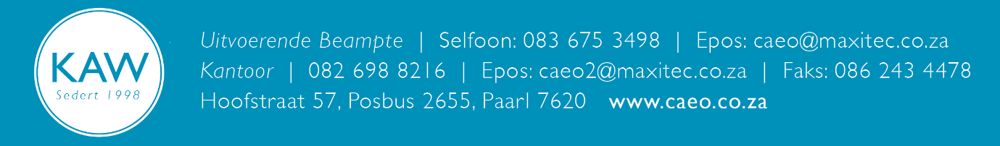 KAW
Sedert 1998
Uitvoerende Beampte | Selfoon: 083 675 3498 | Epos: caeo@maxitec.co.za
Kantoor | 082 698 8216 | Epos: caeo2@maxitec.co.za | Faks: 086 243 4478
Hoofstraat 57, Posbus 2655, Paarl 7620 www.caeo.co.za